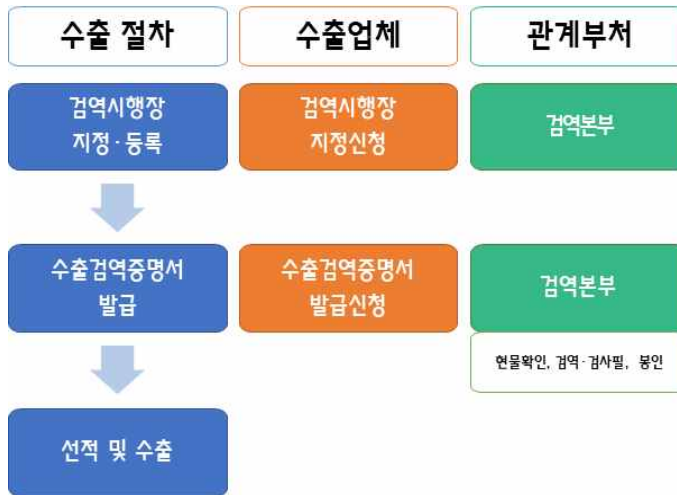 수출 절차
수출업체
관계부처
검역시행장
지정·등록
검역시행장
지정신청
검역본부
수출검역증명서
발급
수출검역증명서
발급신청
검역본부
현물확인, 검역·검사필, 봉인
선적 및 수출